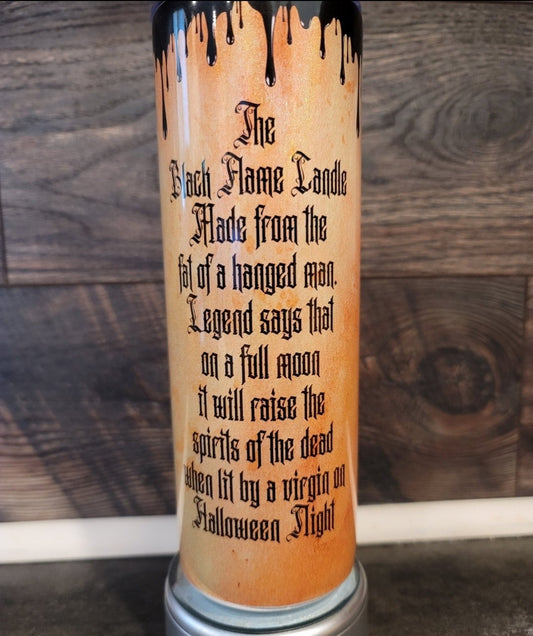 The
Black Flame Candle
Made from the
fat of a hanged man.
Legend says that
on a full moon
it will raise the
spirits of the dead
when lit by a virgin on
Halloween Night